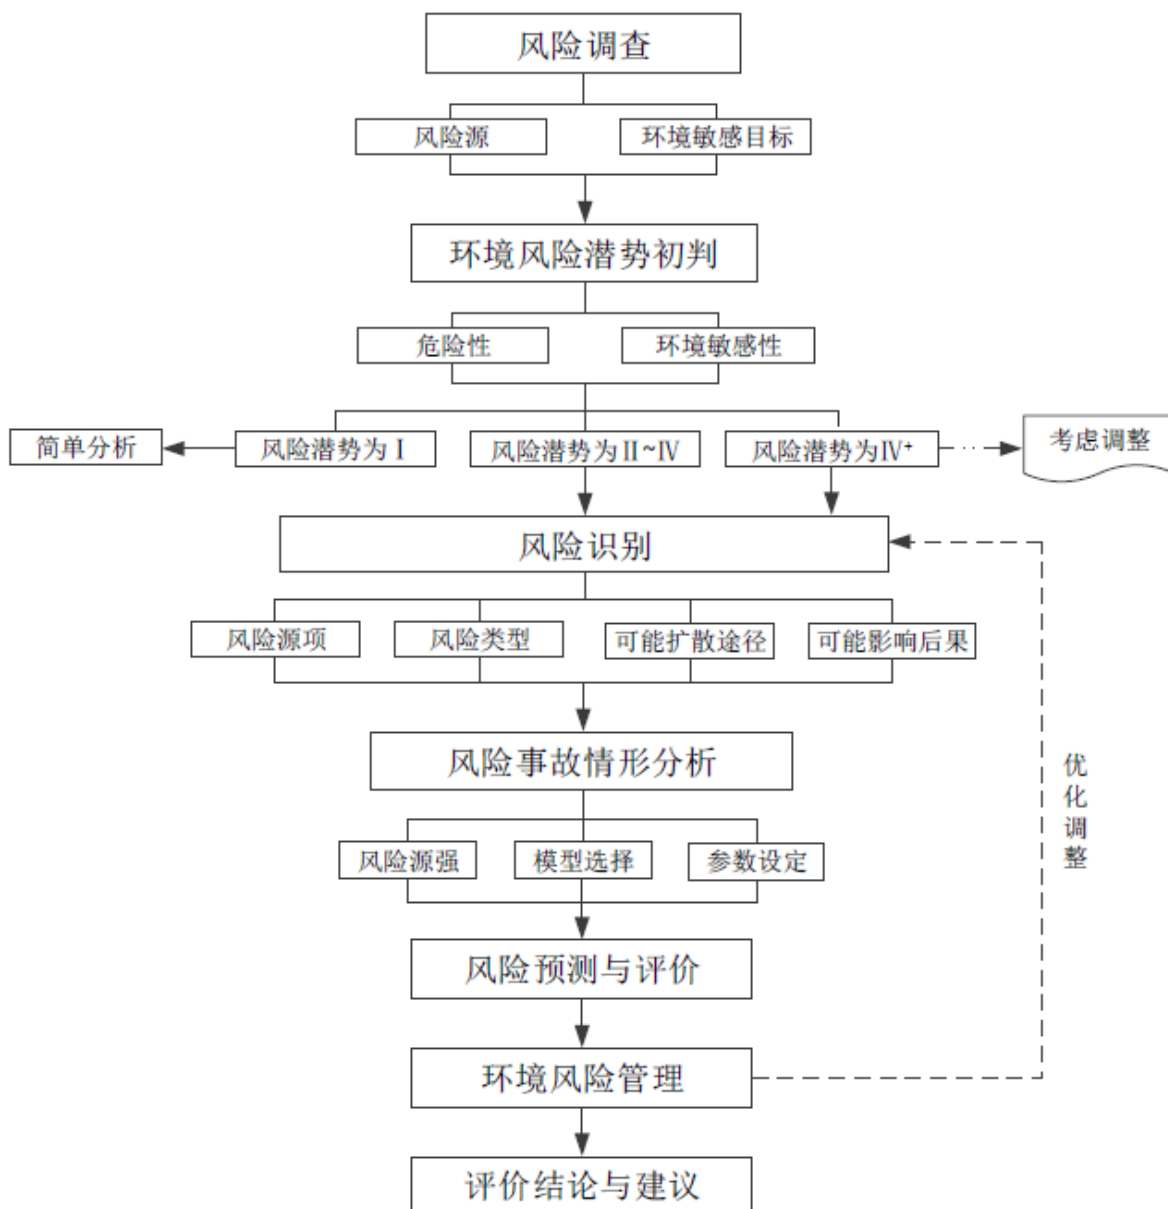 风险调查
风险源
环境敏感目标
环境风险潜势初判
危险性
环境敏感性
简单分析
风险潜势为Ⅰ
风险潜势为Ⅱ~Ⅳ
风险潜势为Ⅳ⁺
考虑调整
风险识别
风险源项
风险类型
可能扩散途径
可能影响后果
风险事故情形分析
优化调整
风险源强
模型选择
参数设定
风险预测与评价
环境风险管理
评价结论与建议